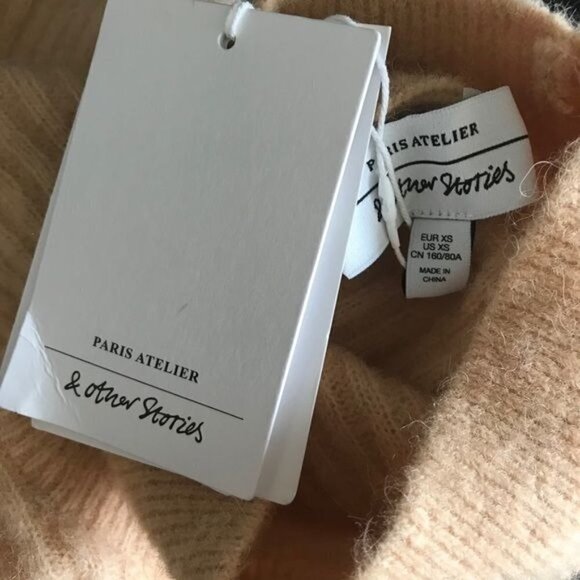 PARIS ATELIER
& other Stories
PARIS ATELIER
& other Stories
EUR XS
US XS
CN 160/80A
MADE IN
CHINA